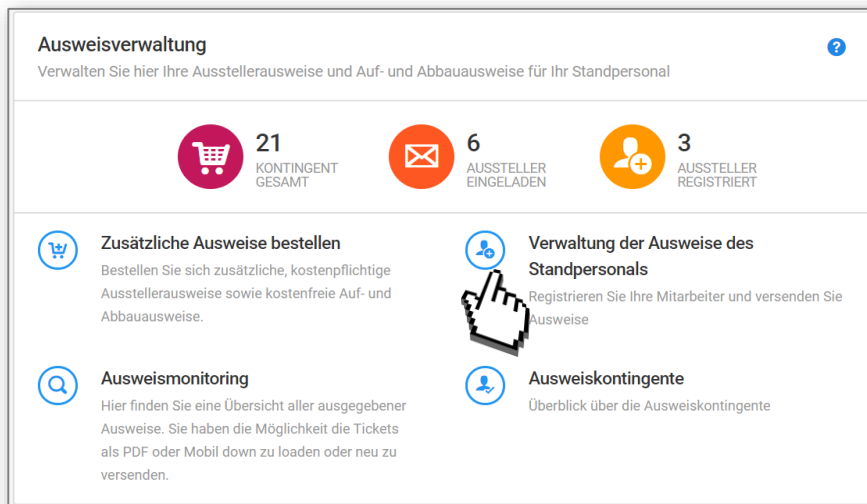 Ausweisverwaltung
Verwalten Sie hier Ihre Ausstellerausweise und Auf- und Abbauausweise für Ihr Standpersonal
21
KONTINGENT
GESAMT
6
AUSSTELLER
EINGELADEN
3
AUSSTELLER
REGISTRIERT
Zusätzliche Ausweise bestellen
Bestellen Sie sich zusätzliche, kostenpflichtige
Ausstellerausweise sowie kostenfreie Auf- und
Abbauausweise.
Verwaltung der Ausweise des
Standpersonals
Registrieren Sie Ihre Mitarbeiter und versenden Sie
Ausweise
Ausweismonitoring
Hier finden Sie eine Übersicht aller ausgegebener
Ausweise. Sie haben die Möglichkeit die Tickets
als PDF oder Mobil down zu loaden oder neu zu
versenden.
Ausweiskontingente
Überblick über die Ausweiskontingente